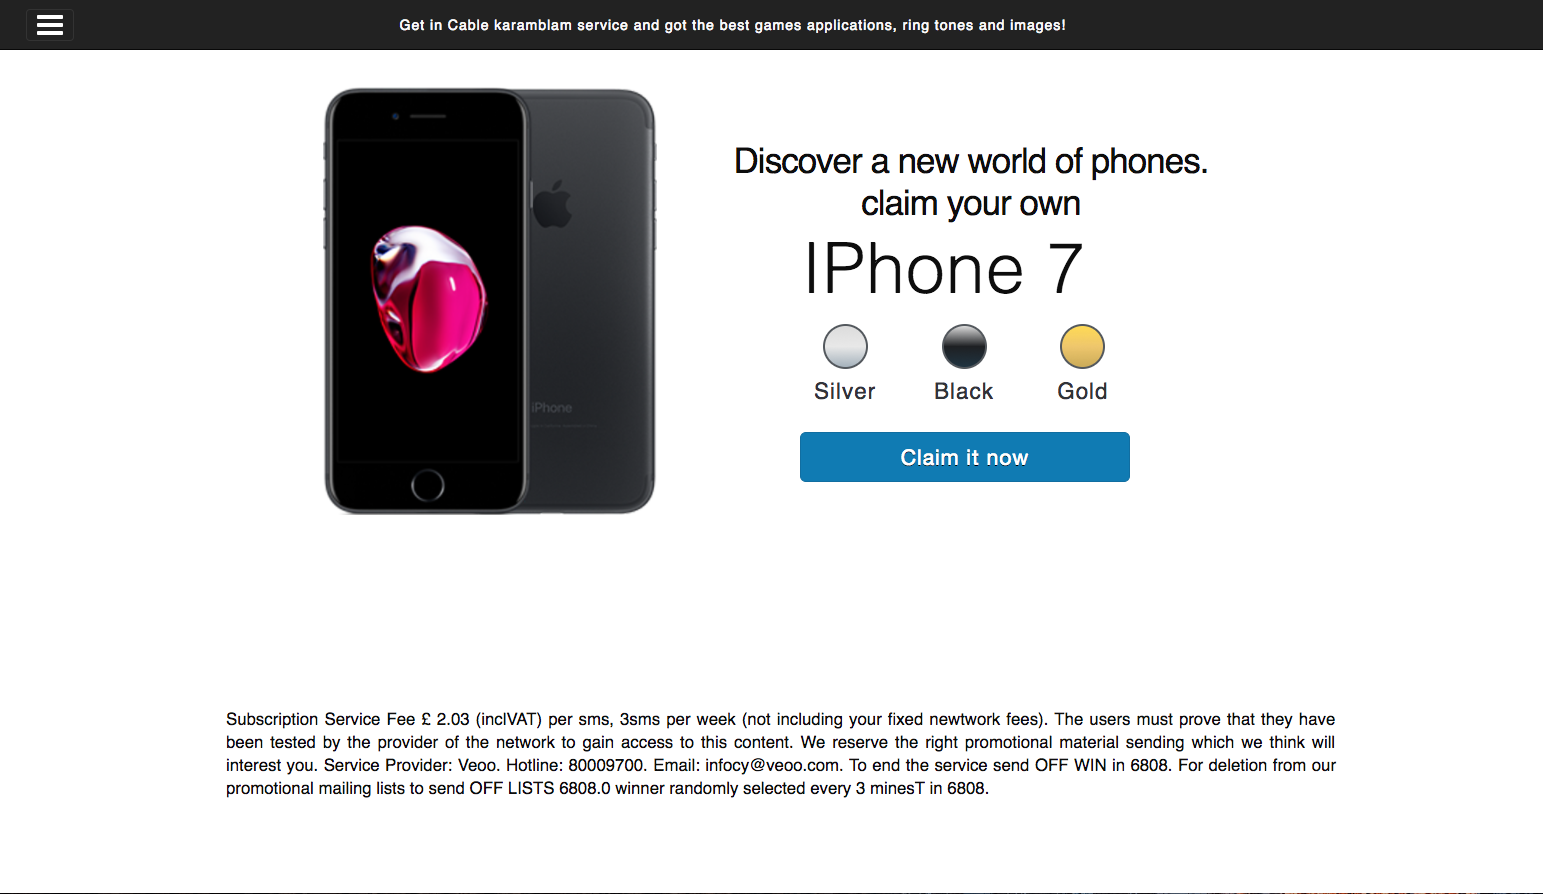 Get in Cable karamblam service and got the best games applications, ring tones and images!
Discover a new world of phones.
claim your own
IPhone 7
Silver Black Gold
iPhone
Claim it now
Subscription Service Fee £ 2.03 (inclVAT) per sms, 3sms per week (not including your fixed newtwork fees). The users must prove that they have
been tested by the provider of the network to gain access to this content. We reserve the right promotional material sending which we think will
interest you. Service Provider: Veoo. Hotline: 80009700. Email: infocy@veoo.com. To end the service send OFF WIN in 6808. For deletion from our
promotional mailing lists to send OFF LISTS 6808.0 winner randomly selected every 3 minesT in 6808.